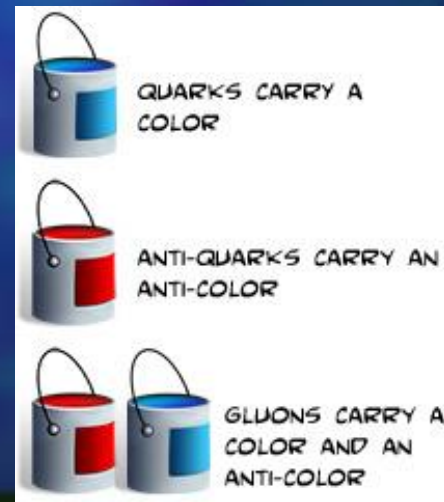 QUARKS CARRY A
COLOR
ANTI-QUARKS CARRY AN
ANTI-COLOR
GLUONS CARRY A
COLOR AND AN
ANTI-COLOR